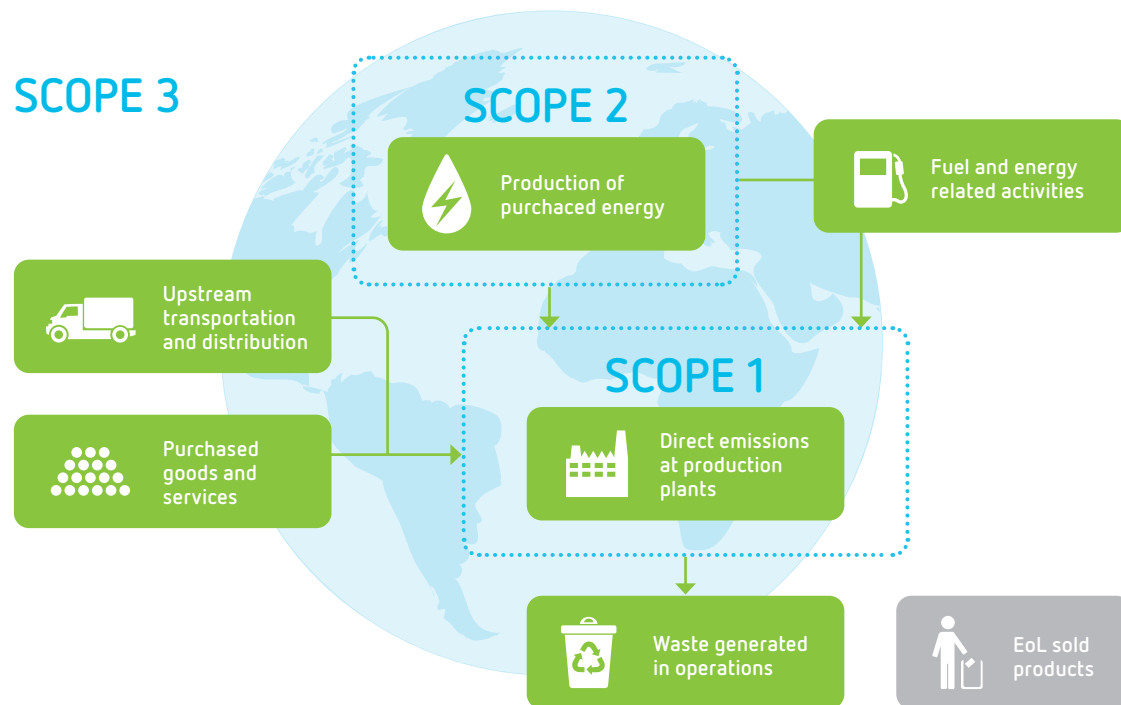 SCOPE 3
SCOPE 2
Production of
purchaced energy
Fuel and energy
related activities
Upstream
transportation
and distribution
SCOPE 1
Purchased
goods and
services
Direct emissions
at production
plants
Waste generated
in operations
EoL sold
products